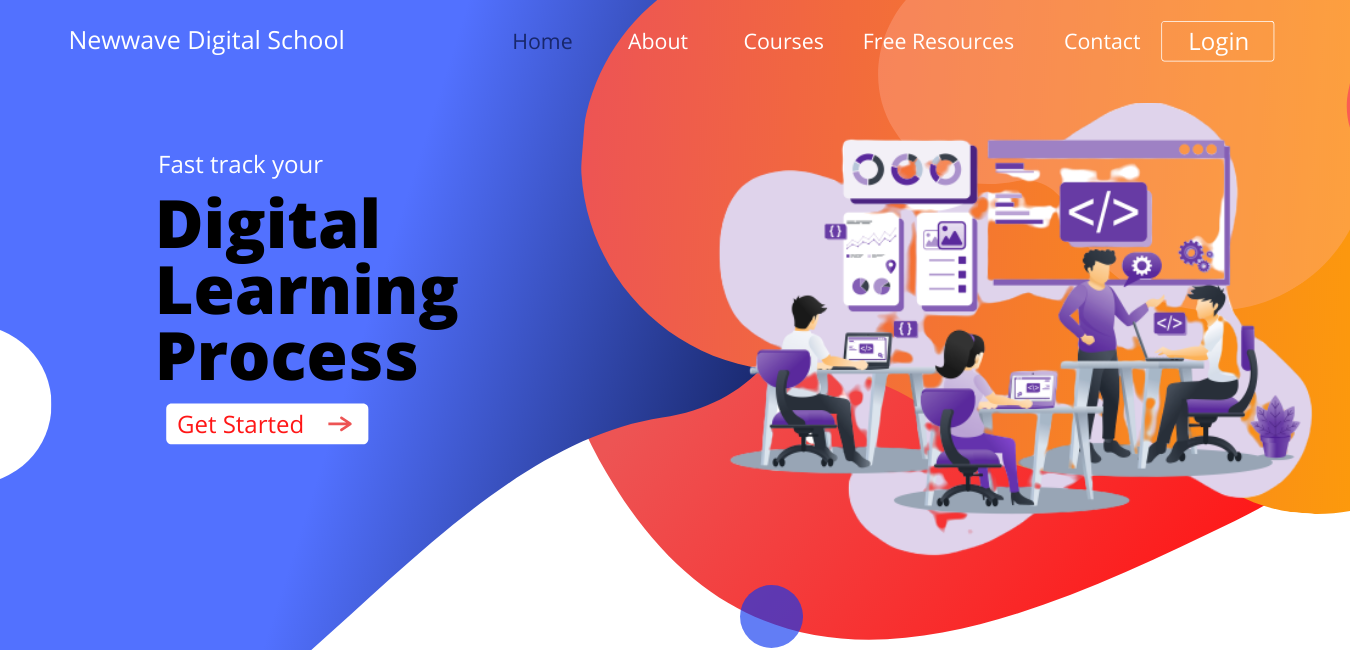 Newwave Digital School
Home About Courses Free Resources Contact Login
Fast track your
Digital
Learning
Process
Get Started
</>
{}
{}
</>
</>
</>